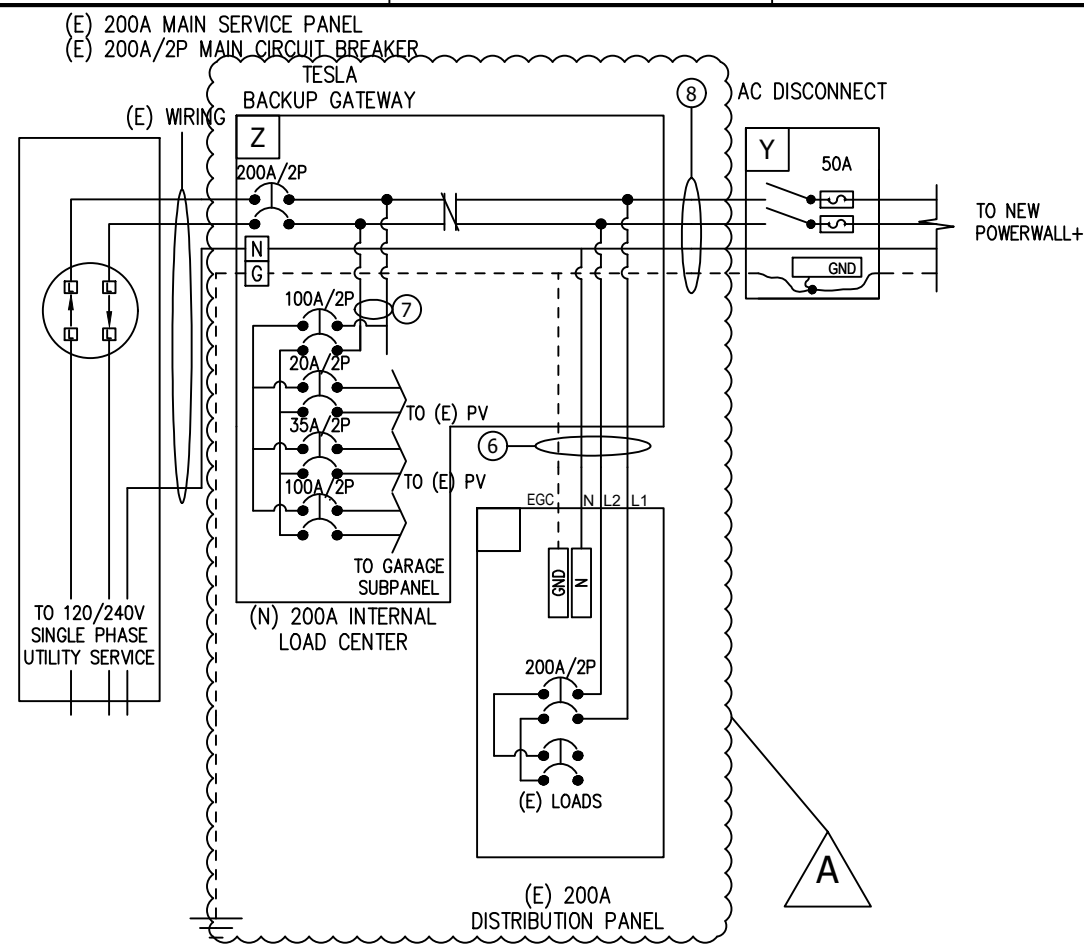 (E) 200A MAIN SERVICE PANEL
(E) 200A/2P MAIN CIRCUIT BREAKER
TESLA
BACKUP GATEWAY
(E) WIRING
8
AC DISCONNECT
Z
Y
50A
200A/2P
TO NEW
POWERWALL+
N
G
GND
L L
L L
100A/2P
7
20A/2P
TO (E) PV
35A/2P
6
TO (E) PV
100A/2P
EGC N L2 L1
TO GARAGE
SUBPANEL
GND
N
(N) 200A INTERNAL
LOAD CENTER
TO 120/240V
SINGLE PHASE
UTILITY SERVICE
200A/2P
(E) LOADS
A
(E) 200A
DISTRIBUTION PANEL